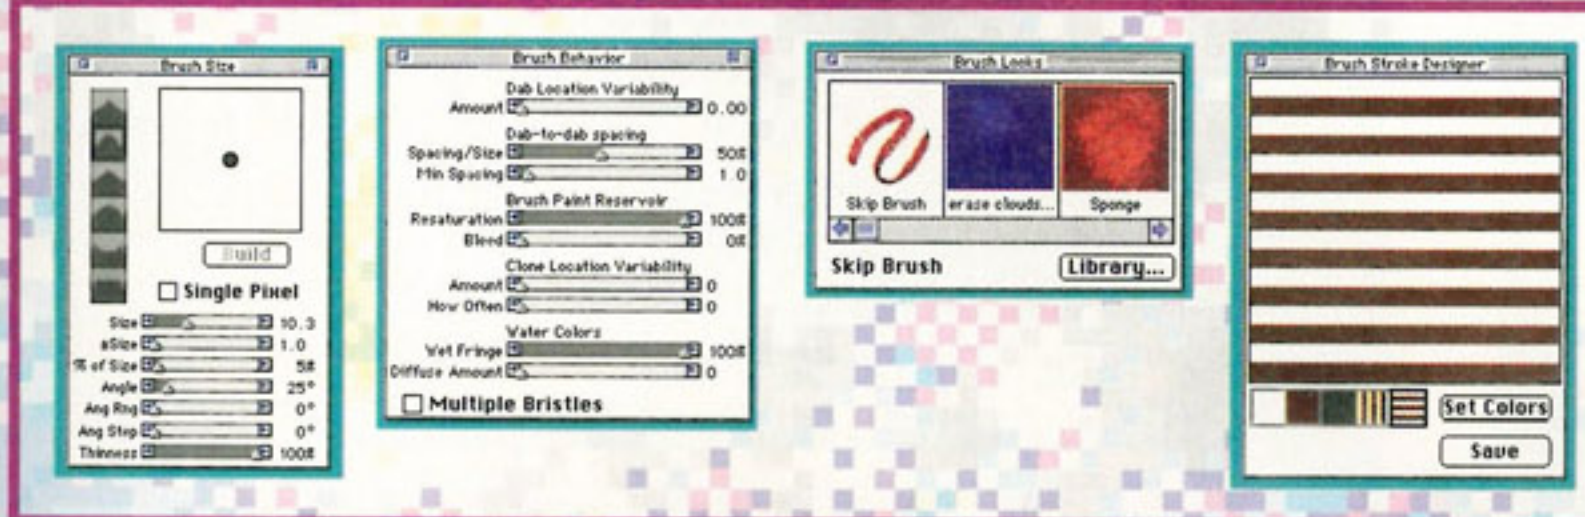 Brush Size
Build
Single Pixel
Size 10.3
±Size 1.0
% of Size 5%
Angle 25°
Ang Rng 0°
Ang Step 0°
Thinness 100%
Brush Behavior
Dab Location Variability
Amount 0.00
Dab-to-dab spacing
Spacing/Size 50%
Min Spacing 1.0
Brush Paint Reservoir
Resaturation 100%
Bleed 0%
Clone Location Variability
Amount 0
How Often 0
Water Colors
Wet Fringe 100%
Diffuse Amount 0
Multiple Bristles
Brush Looks
Skip Brush
erase clouds...
Sponge
Skip Brush
Library...
Brush Stroke Designer
Set Colors
Save